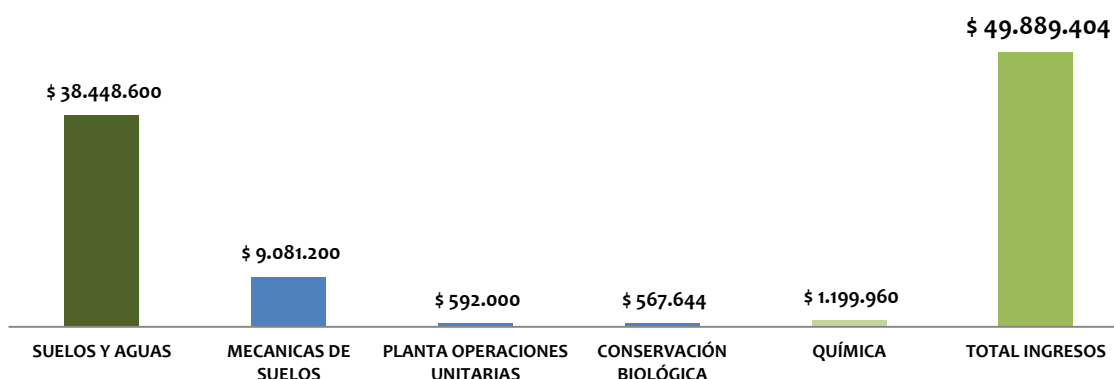 $ 49.889.404
$ 38.448.600
$ 9.081.200
$ 592.000
$ 567.644
$ 1.199.960
SUELOS Y AGUAS
MECANICAS DE
SUELOS
PLANTA OPERACIONES
UNITARIAS
CONSERVACIÓN
BIOLÓGICA
QUÍMICA
TOTAL INGRESOS